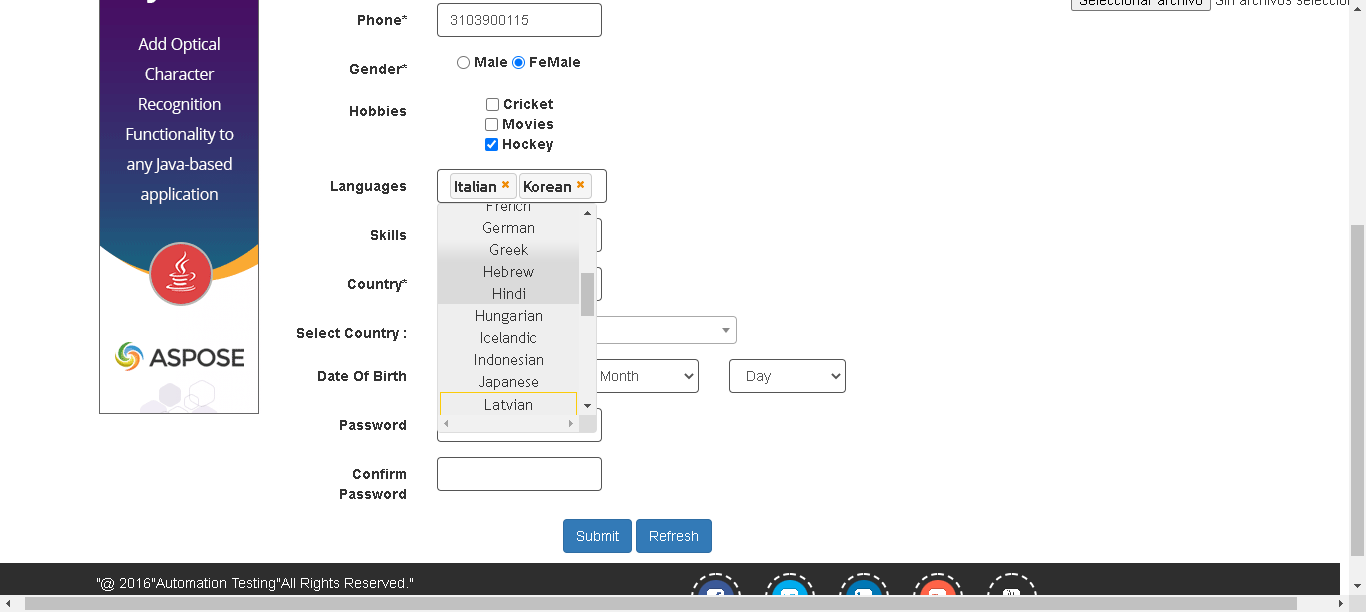 Phone*
3103900115
Seleccionar archivo Sin archivos seleccio
Add Optical
Character
Recognition
Functionality to
any Java-based
application
ASPOSE
Gender*
Male FeMale
Hobbies
Cricket
Movies
Hockey
Languages
Italian Korean
French
German
Greek
Hebrew
Hindi
Hungarian
Icelandic
Indonesian
Japanese
Latvian
Skills
Country*
Select Country :
Date Of Birth
Month
Day
Password
Confirm
Password
Submit Refresh
"@ 2016"Automation Testing"All Rights Reserved."